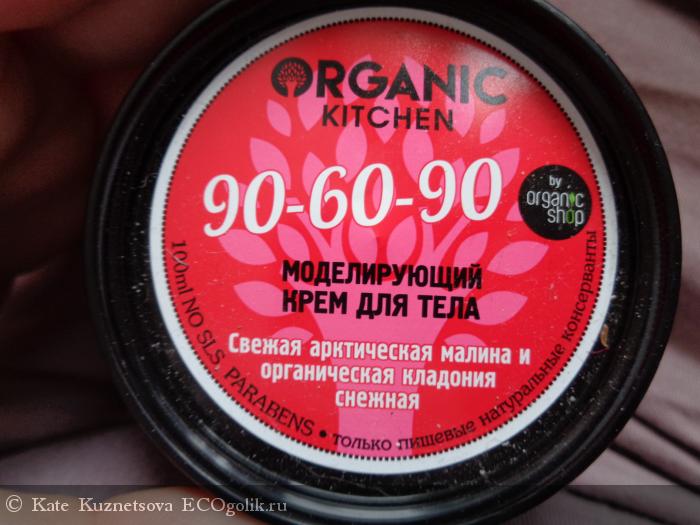 ORGANIC
KITCHEN
90-60-90
by
organic
shop
МОДЕЛИРУЮЩИЙ
КРЕМ ДЛЯ ТЕЛА
Свежая арктическая малина и
органическая кладония
снежная
100ml NO SLS, PARABENS • только пищевые натуральные консерванты
© Kate Kuznetsova ECOgolik.ru